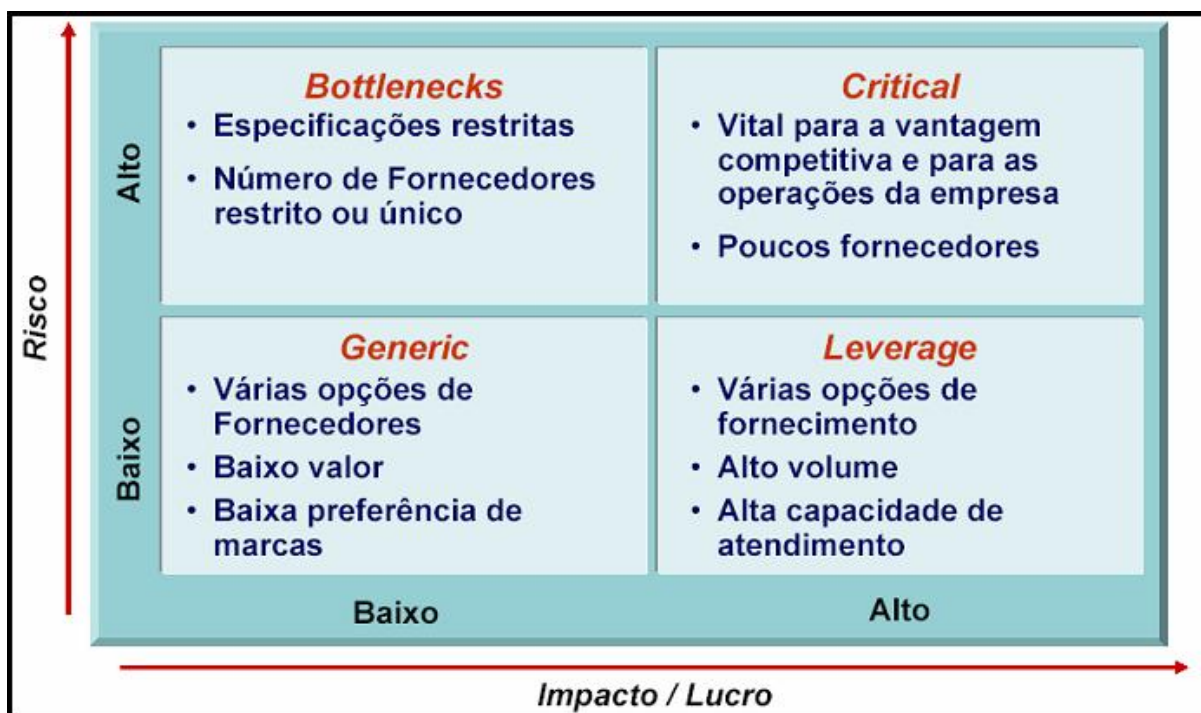 Risco
Alto
Bottlenecks
• Especificações restritas
• Número de Fornecedores
restrito ou único
Critical
• Vital para a vantagem
competitiva e para as
operações da empresa
• Poucos fornecedores
Baixo
Generic
• Várias opções de
Fornecedores
• Baixo valor
• Baixa preferência de
marcas
Leverage
• Várias opções de
fornecimento
• Alto volume
• Alta capacidade de
atendimento
Baixo
Alto
Impacto / Lucro